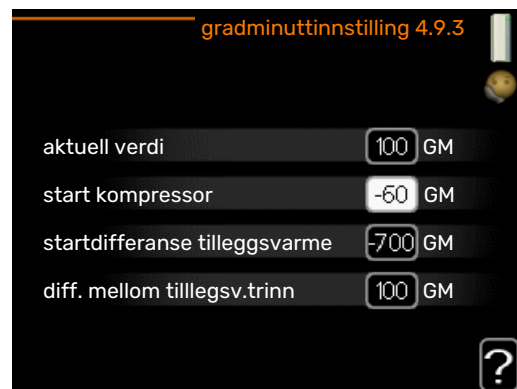 gradminuttinnstilling 4.9.3
aktuell verdi 100 GM
start kompressor -60 GM
startdifferanse tilleggsvarme -700 GM
diff. mellom tilllegsv.trinn 100 GM
?